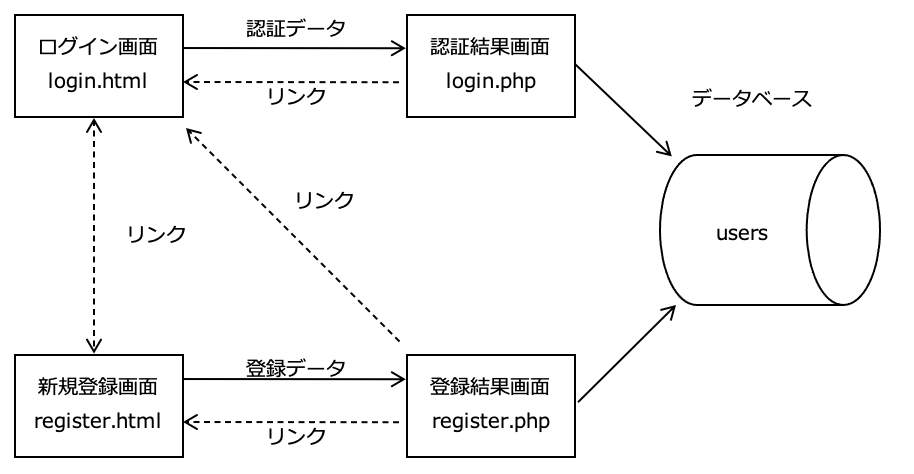 ログイン画面
login.html
認証データ
リンク
認証結果画面
login.php
データベース
users
リンク
リンク
新規登録画面
register.html
登録データ
リンク
登録結果画面
register.php